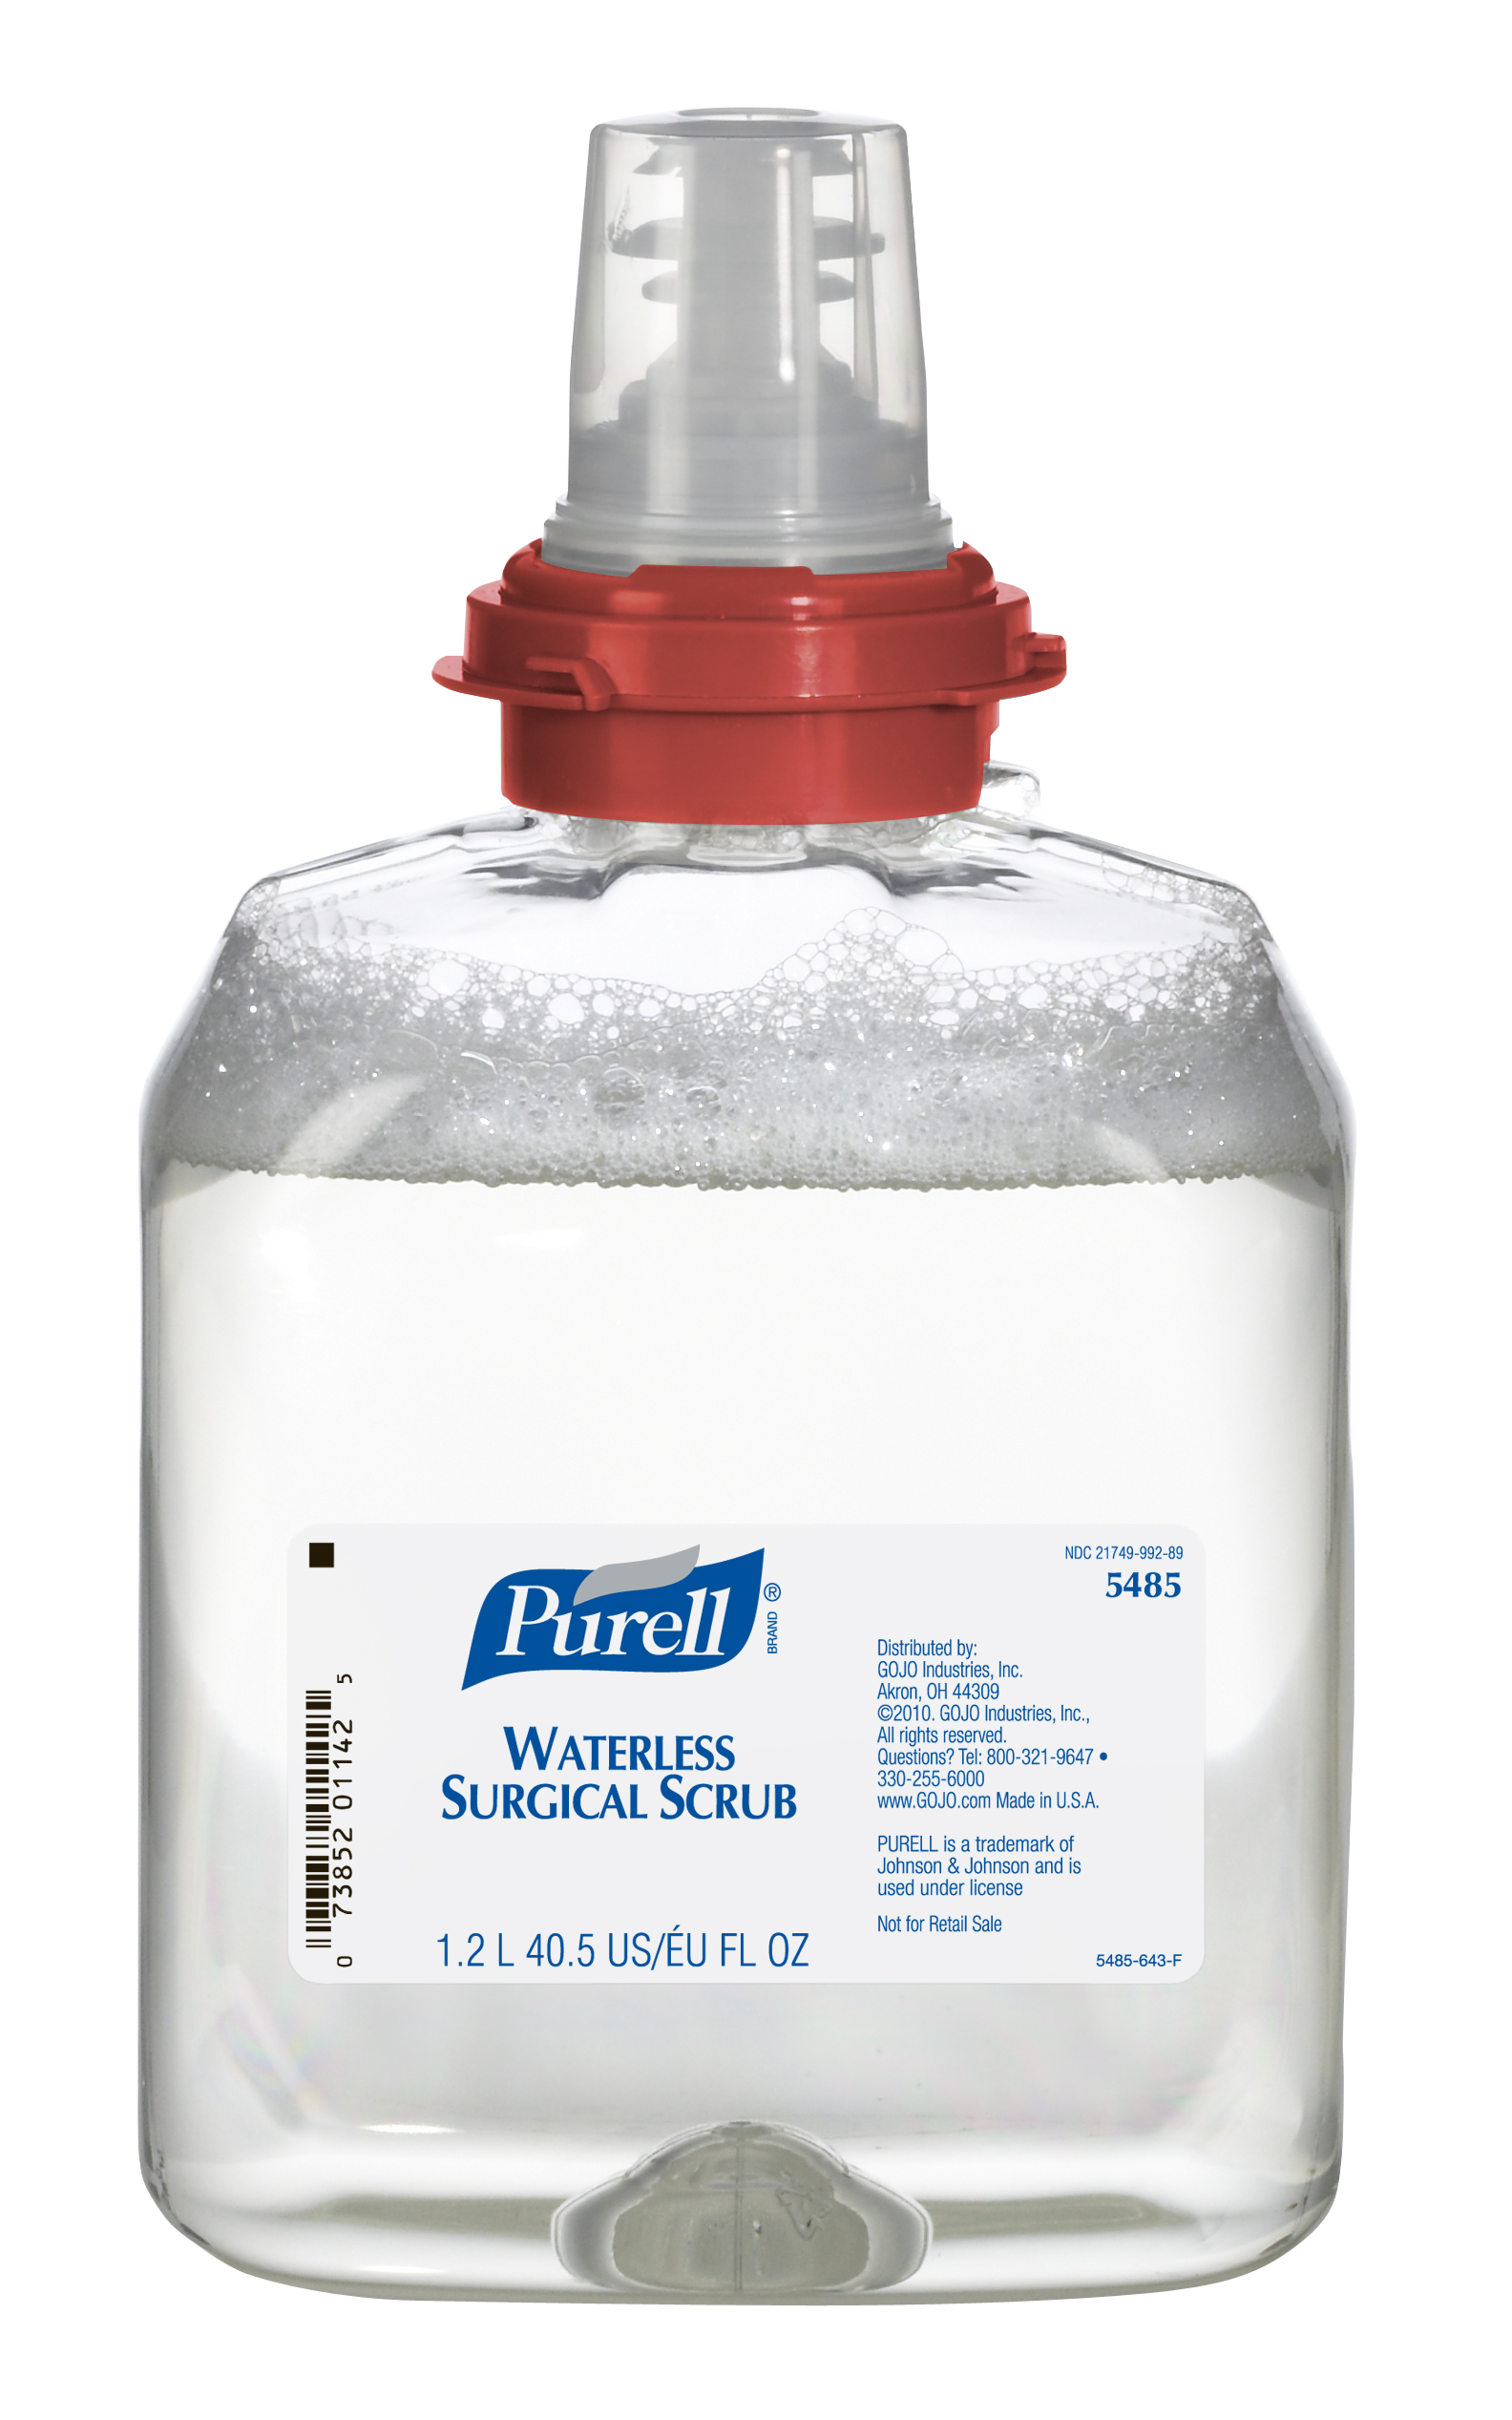 Purell
BRAND ®
WATERLESS
SURGICAL SCRUB
1.2 L 40.5 US/ÉU FL OZ
0 73852 01142 5
NDC 21749-992-89
5485
Distributed by:
GOJO Industries, Inc.
Akron, OH 44309
©2010. GOJO Industries, Inc.,
All rights reserved.
Questions? Tel: 800-321-9647 •
330-255-6000
www.GOJO.com Made in U.S.A.
PURELL is a trademark of
Johnson & Johnson and is
used under license
Not for Retail Sale
5485-643-F